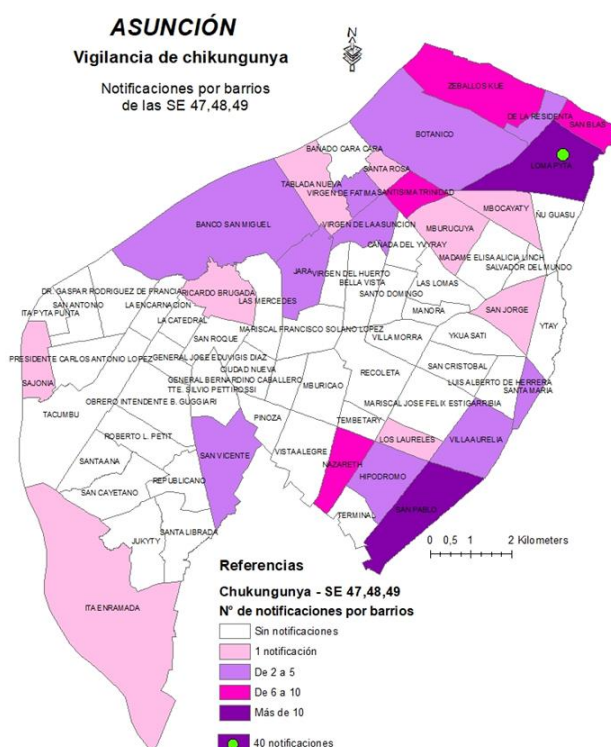 ASUNCIÓN
Vigilancia de chikungunya
Notificaciones por barrios
de las SE 47,48,49
N
ZEBALLOS KUE
DE LA RESIDENTA
SAN BLAS
BOTANICO
LOMA PYTA
BAÑADO CARA CARA
SANTA ROSA
TABLADA NUEVA
VIRGEN DE FATIMA
SANTISIMA TRINIDAD
MBOCAYATY
ÑU GUASU
BANCO SAN MIGUEL
VIRGEN DE LA ASUNCION
MBURUCUYA
CAÑADA DEL YVYRAY
MADAME ELISA ALICIA LINCH
JARA
VIRGEN DEL HUERTO
SALVADOR DEL MUNDO
BELLA VISTA
LAS LOMAS
DR. GASPAR RODRIGUEZ DE FRANCIA
RICARDO BRUGADA
SANTO DOMINGO
SAN ANTONIO
LA ENCARNACION
LAS MERCEDES
MANORA
SAN JORGE
ITA PYTA PUNTA
LA CATEDRAL
MARISCAL FRANCISCO SOLANO LOPEZ
YTAY
SAN ROQUE
VILLA MORRA
YKUA SATI
PRESIDENTE CARLOS ANTONIO LOPEZ
GENERAL JOSE EDUVIGIS DIAZ
SAJONIA
CIUDAD NUEVA
RECOLETA
SAN CRISTOBAL
GENERAL BERNARDINO CABALLERO
LUIS ALBERTO DE HERRERA
TTE. SILVIO PETTIROSSI
MBURICAO
SANTA MARIA
OBRERO INTENDENTE B. GUGGIARI
MARISCAL JOSE FELIX ESTIGARRIBIA
TACUMBU
PINOZA
TEMBETARY
ROBERTO L. PETIT
VISTA ALEGRE
LOS LAURELES
VILLA AURELIA
SAN VICENTE
SANTA ANA
NAZARETH
HIPODROMO
REPUBLICANO
SAN CAYETANO
TERMINAL
SAN PABLO
SANTA LIBRADA
JUKYTY
0 0,5 1 2 Kilometers
ITA ENRAMADA
Referencias
Chukungunya - SE 47,48,49
N° de notificaciones por barrios
Sin notificaciones
1 notificación
De 2 a 5
De 6 a 10
Más de 10
40 notificaciones